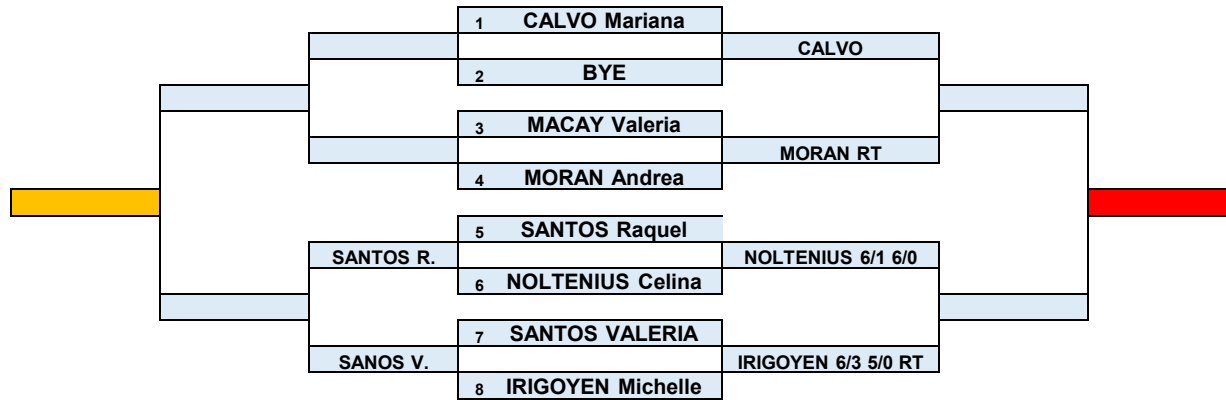 1 CALVO Mariana
CALVO
2 BYE
3 MACAY Valeria
MORAN RT
4 MORAN Andrea
5 SANTOS Raquel
SANTOS R. NOLTENIUS 6/1 6/0
6 NOLTENIUS Celina
7 SANTOS VALERIA
SANOS V. IRIGOYEN 6/3 5/0 RT
8 IRIGOYEN Michelle